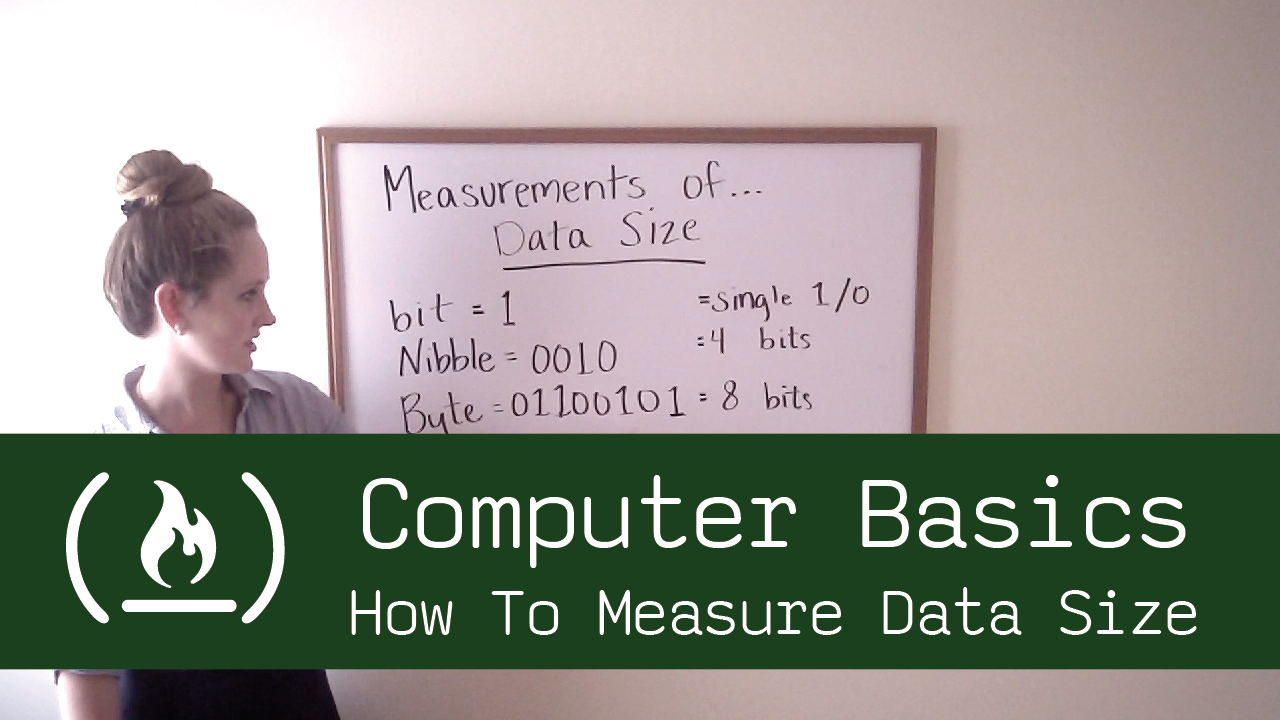 Measurements of...
Data Size
bit = 1 =single 1/0
Nibble = 0010 =4 bits
Byte = 01100101 = 8 bits
Computer Basics
How To Measure Data Size